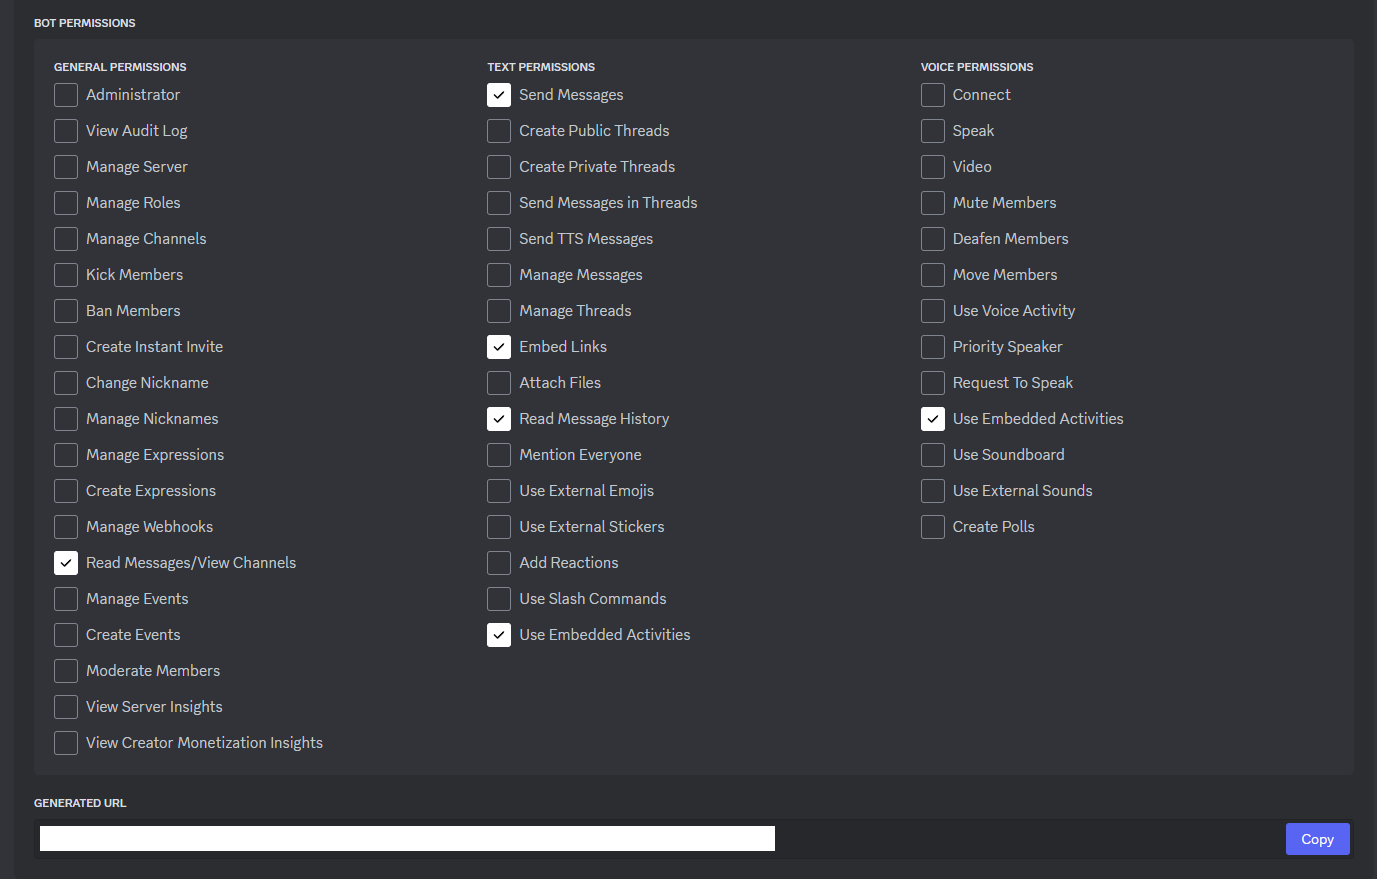 BOT PERMISSIONS
GENERAL PERMISSIONS
Administrator
View Audit Log
Manage Server
Manage Roles
Manage Channels
Kick Members
Ban Members
Create Instant Invite
Change Nickname
Manage Nicknames
Manage Expressions
Create Expressions
Manage Webhooks
Read Messages/View Channels
Manage Events
Create Events
Moderate Members
View Server Insights
View Creator Monetization Insights
TEXT PERMISSIONS
Send Messages
Create Public Threads
Create Private Threads
Send Messages in Threads
Send TTS Messages
Manage Messages
Manage Threads
Embed Links
Attach Files
Read Message History
Mention Everyone
Use External Emojis
Use External Stickers
Add Reactions
Use Slash Commands
Use Embedded Activities
VOICE PERMISSIONS
Connect
Speak
Video
Mute Members
Deafen Members
Move Members
Use Voice Activity
Priority Speaker
Request To Speak
Use Embedded Activities
Use Soundboard
Use External Sounds
Create Polls
GENERATED URL
Copy